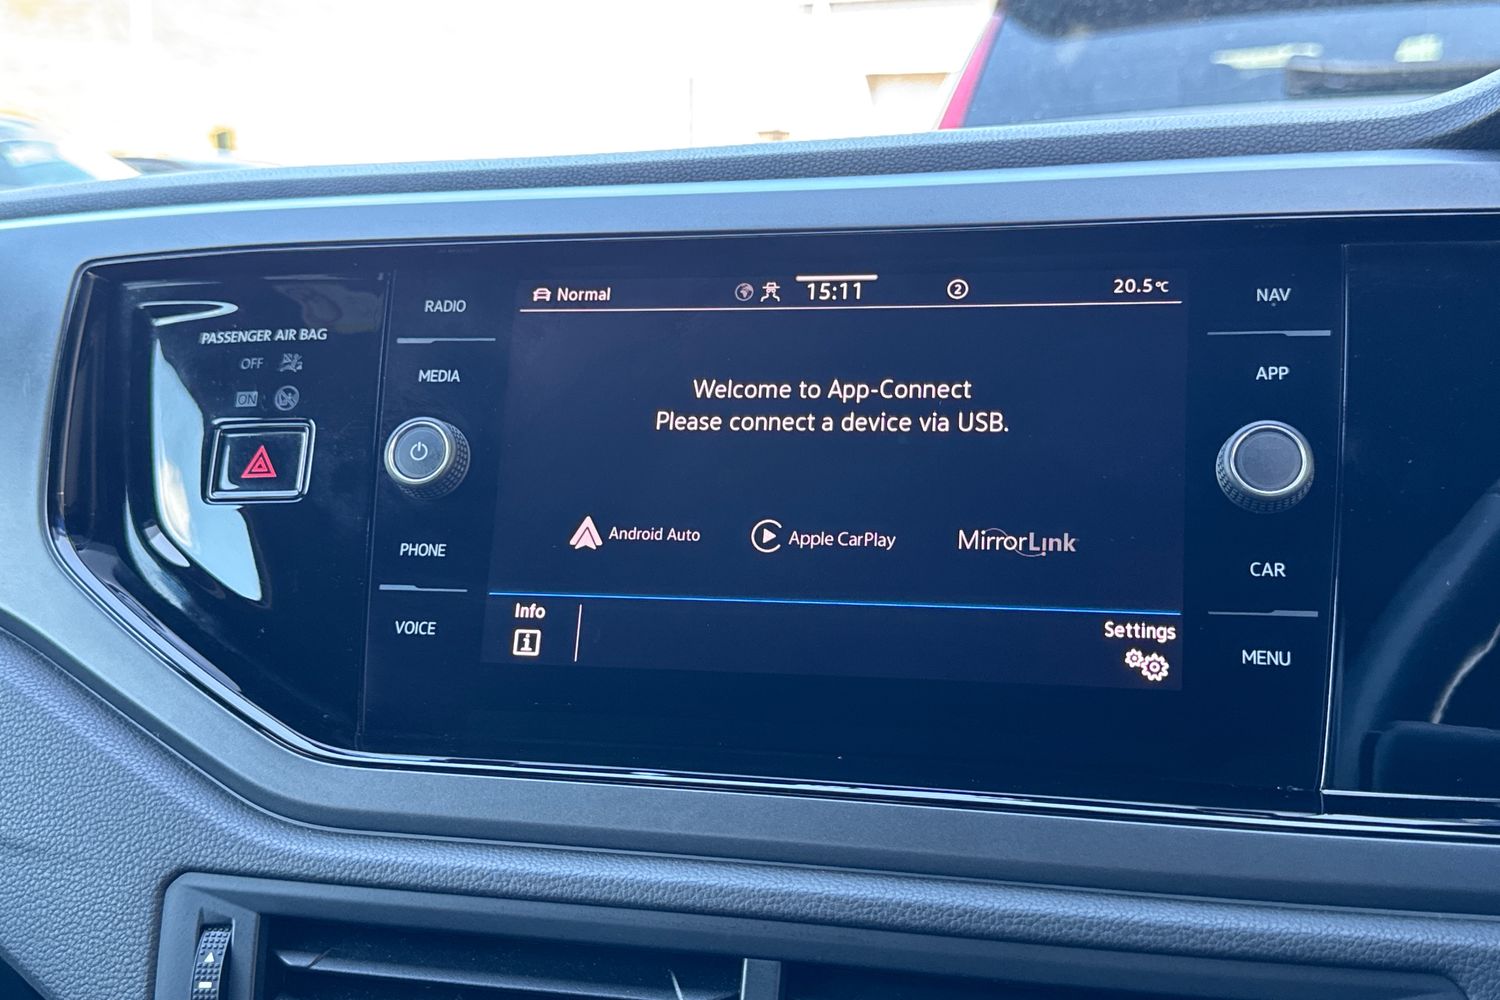 PASSENGER AIR BAG
OFF
ON
RADIO
MEDIA
PHONE
VOICE
Normal
15:11
2
20.5°C
Welcome to App-Connect
Please connect a device via USB.
Android Auto
Apple CarPlay
MirrorLink
Info
i
Settings
NAV
APP
CAR
MENU